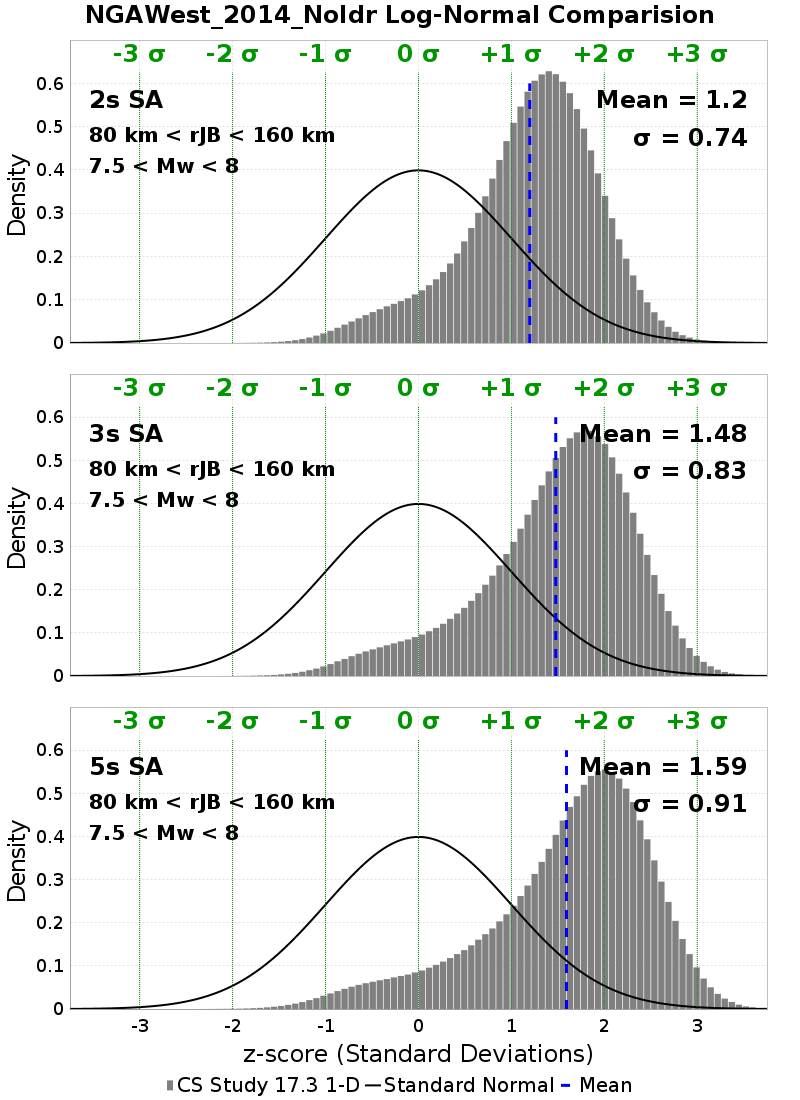 NGAWest_2014_NoIdr Log-Normal Comparision
-3 σ -2 σ -1 σ 0 σ +1 σ +2 σ +3 σ
2s SA
80 km < rJB < 160 km
7.5 < Mw < 8
Mean = 1.2
σ = 0.74
0.6
0.5
0.4
0.3
0.2
0.1
0
Density
-3 σ -2 σ -1 σ 0 σ +1 σ +2 σ +3 σ
3s SA
80 km < rJB < 160 km
7.5 < Mw < 8
Mean = 1.48
σ = 0.83
0.6
0.5
0.4
0.3
0.2
0.1
0
Density
-3 σ -2 σ -1 σ 0 σ +1 σ +2 σ +3 σ
5s SA
80 km < rJB < 160 km
7.5 < Mw < 8
Mean = 1.59
σ = 0.91
0.6
0.5
0.4
0.3
0.2
0.1
0
Density
-3 -2 -1 0 1 2 3
z-score (Standard Deviations)
CS Study 17.3 1-D Standard Normal Mean